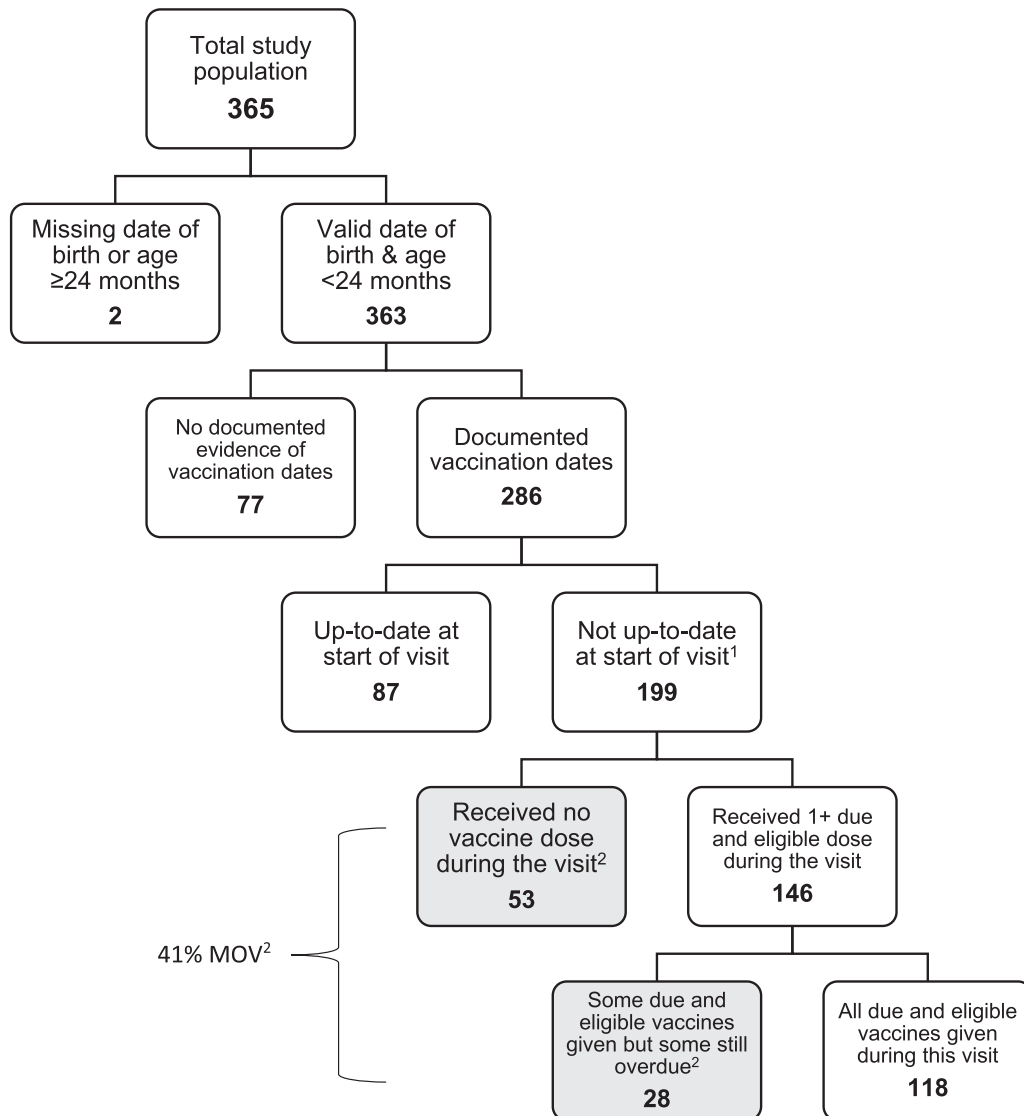 Total study
population
365
Missing date of
birth or age
≥24 months
2
Valid date of
birth & age
<24 months
363
No documented
evidence of
vaccination dates
77
Documented
vaccination dates
286
Up-to-date at
start of visit
87
Not up-to-date
at start of visit¹
199
Received no
vaccine dose
during the visit²
53
Received 1+ due
and eligible dose
during the visit
146
41% MOV²
Some due and
eligible vaccines
given but some still
overdue²
28
All due and eligible
vaccines given
during this visit
118